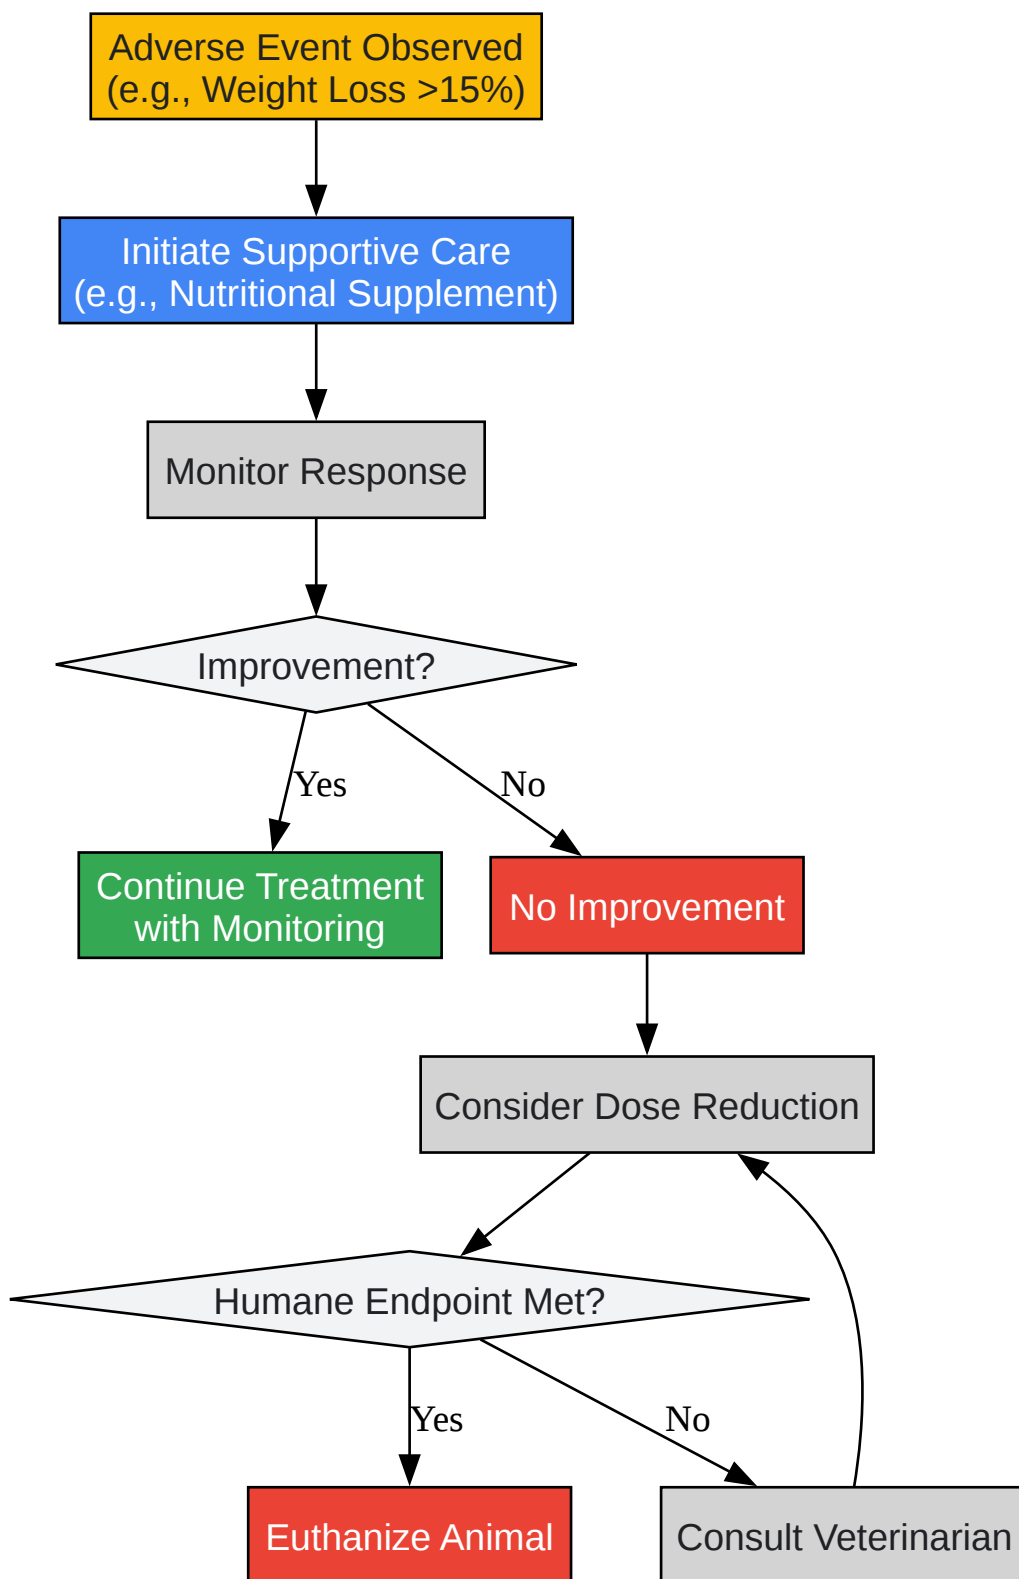 Adverse Event Observed
(e.g., Weight Loss >15%)
Initiate Supportive Care
(e.g., Nutritional Supplement)
Monitor Response
Improvement?
Yes
No
Continue Treatment
with Monitoring
No Improvement
Consider Dose Reduction
Humane Endpoint Met?
Yes
No
Euthanize Animal
Consult Veterinarian